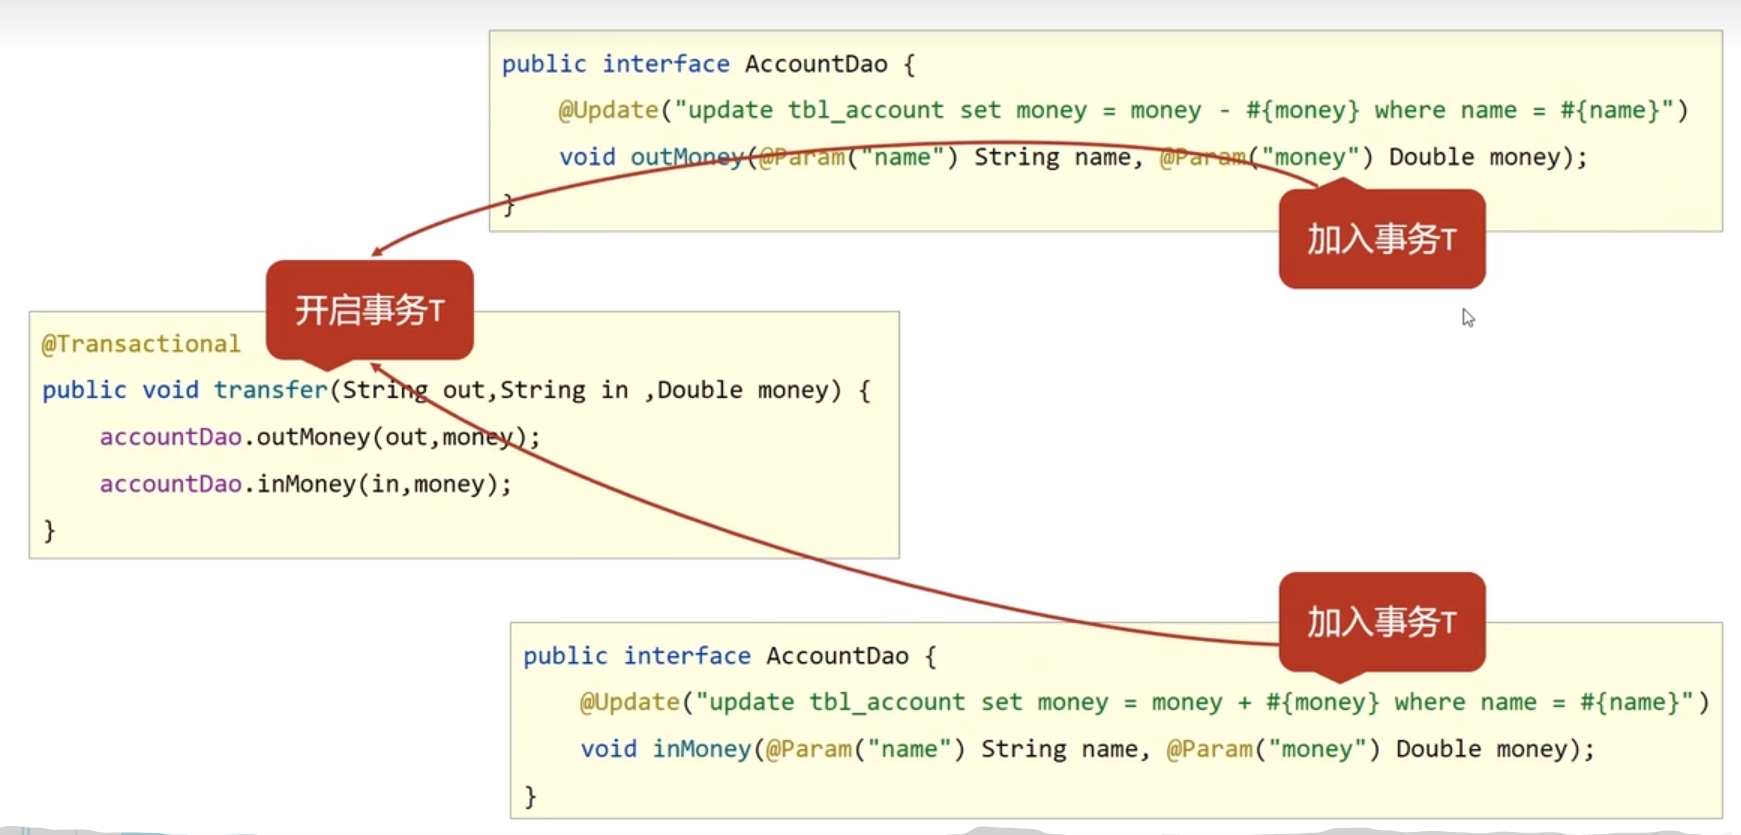 public interface AccountDao {
@Update("update tbl_account set money = money - #{money} where name = #{name}")
void outMoney(@Param("name") String name, @Param("money") Double money);
}
加入事务T
开启事务T
@Transactional
public void transfer(String out,String in ,Double money) {
accountDao.outMoney(out,money);
accountDao.inMoney(in,money);
}
加入事务T
public interface AccountDao {
@Update("update tbl_account set money = money + #{money} where name = #{name}")
void inMoney(@Param("name") String name, @Param("money") Double money);
}